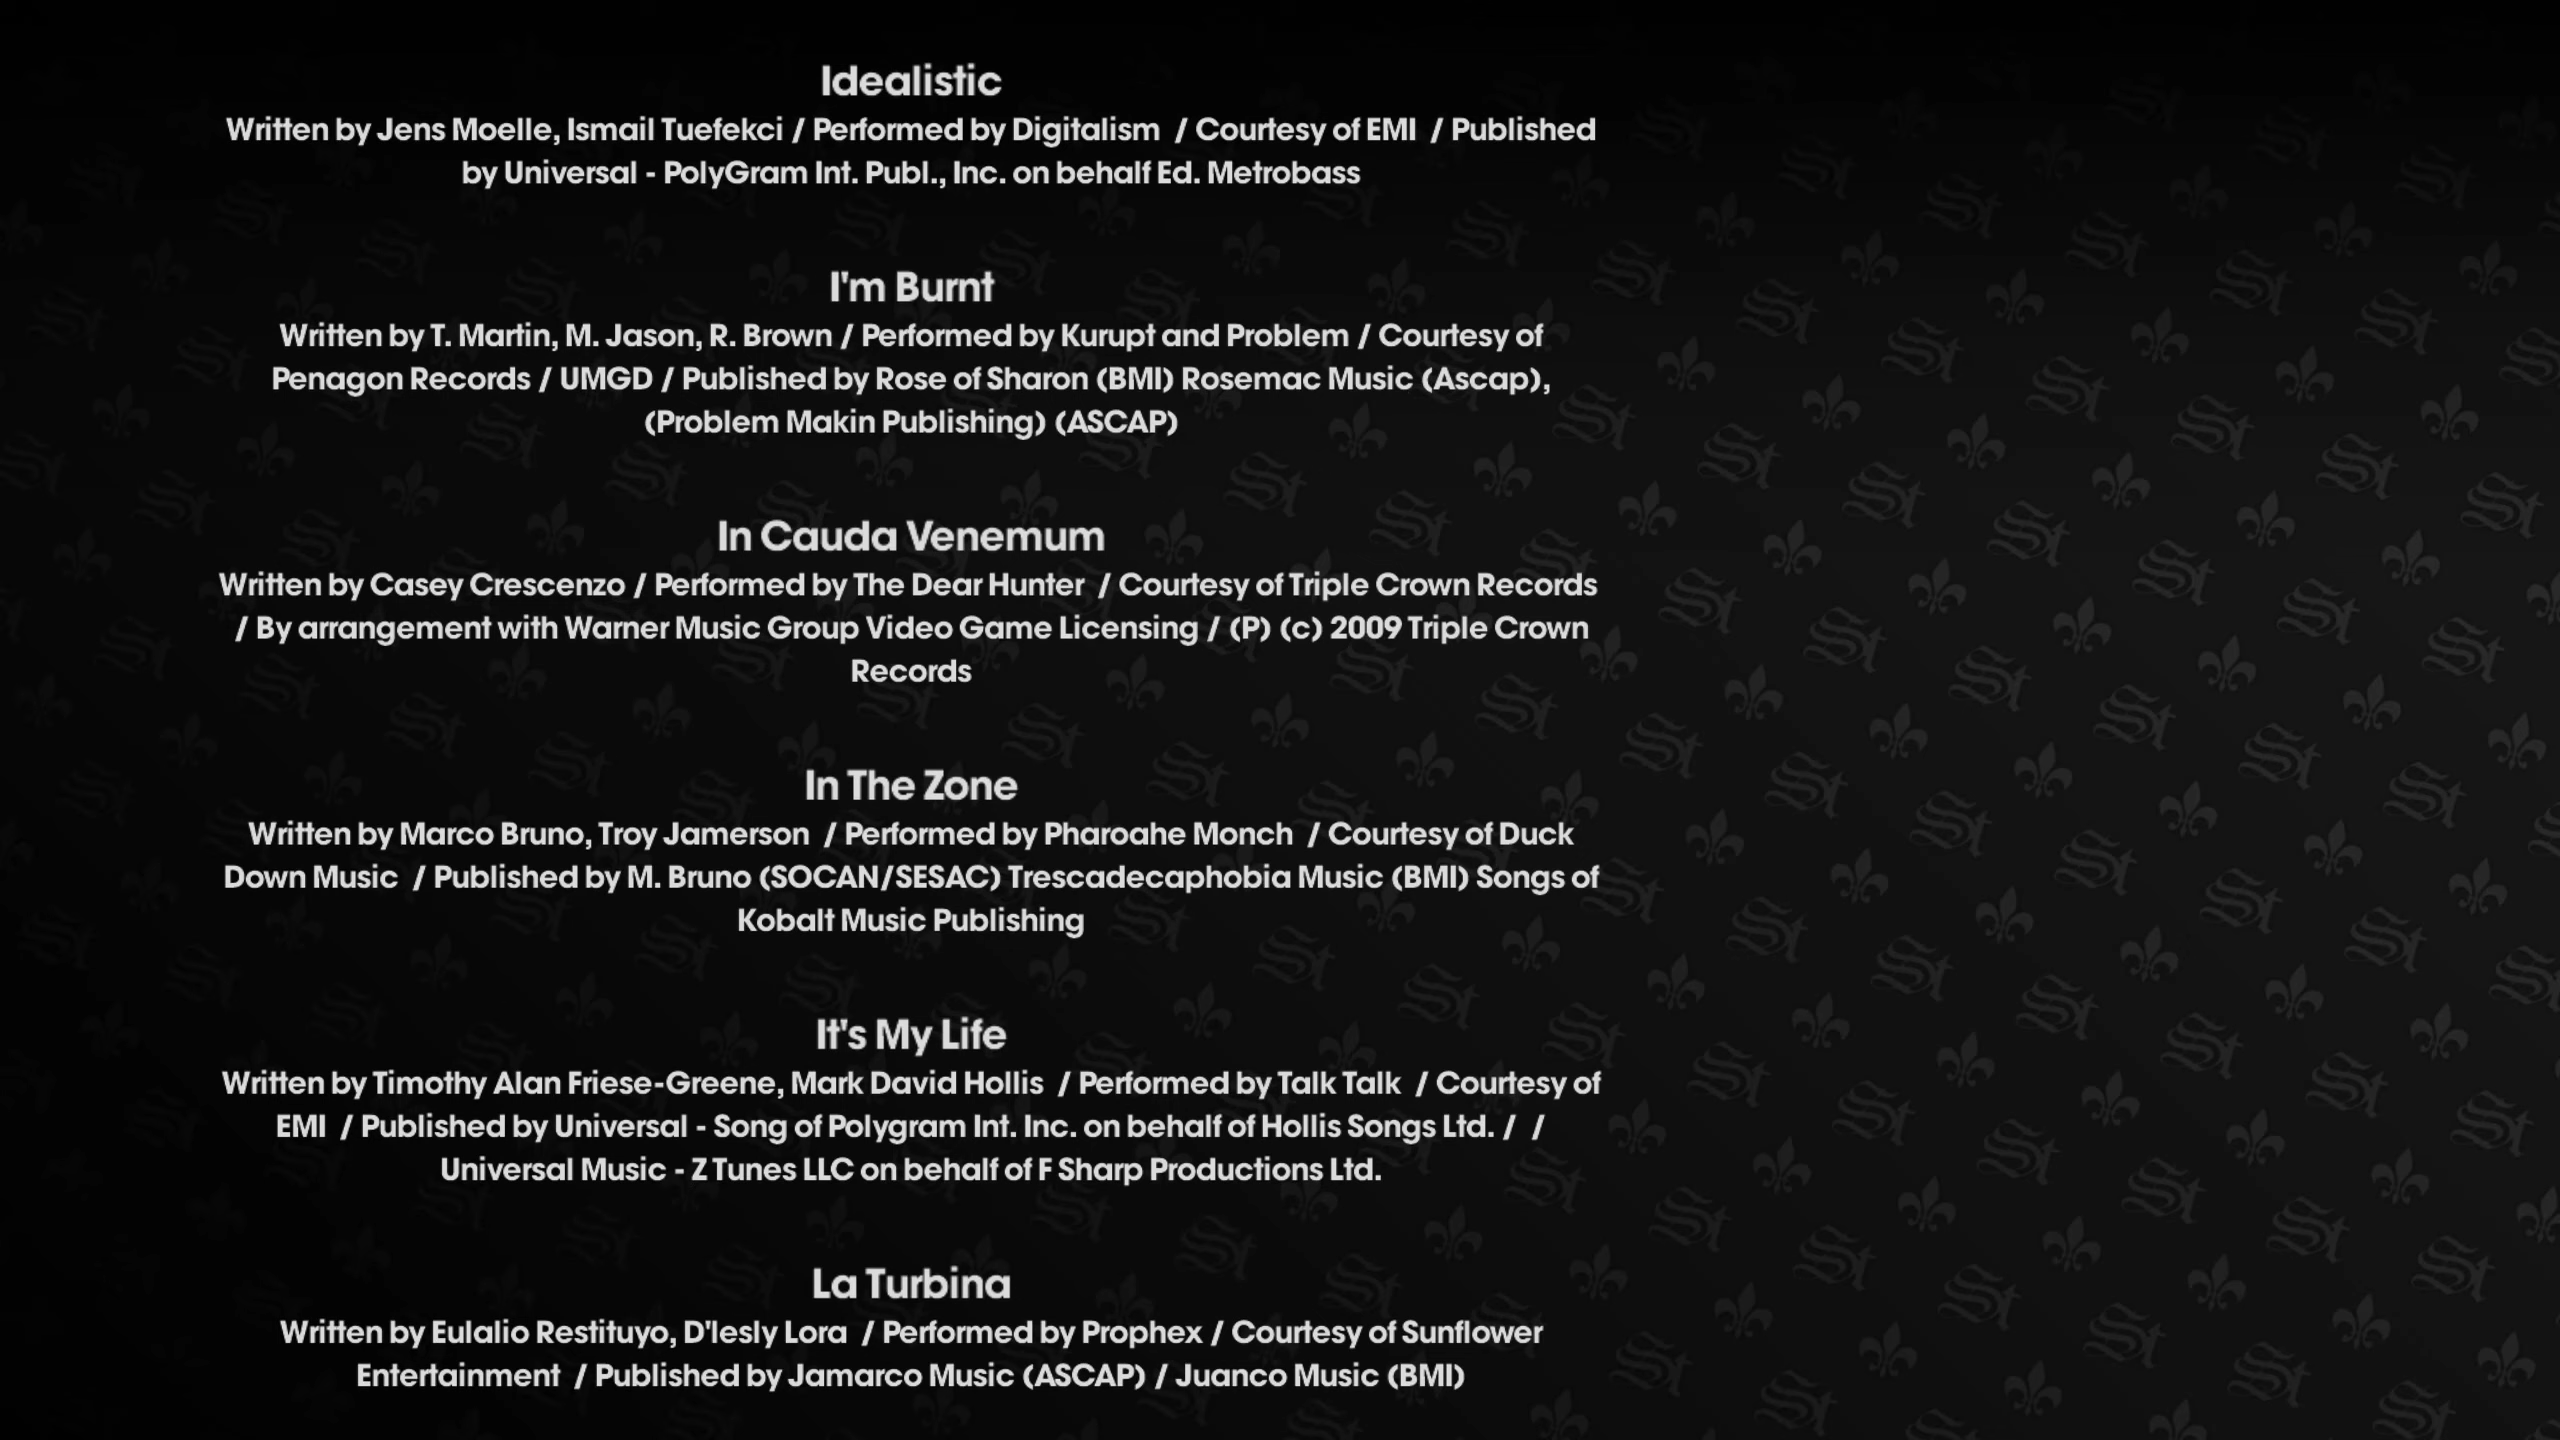 Idealistic
Written by Jens Moelle, Ismail Tuefekci / Performed by Digitalism  / Courtesy of EMI  / Published
by Universal - PolyGram Int. Publ., Inc. on behalf Ed. Metrobass
I'm Burnt
Written by T. Martin, M. Jason, R. Brown / Performed by Kurupt and Problem / Courtesy of
Penagon Records / UMGD / Published by Rose of Sharon (BMI) Rosemac Music (Ascap),
(Problem Makin Publishing) (ASCAP)
In Cauda Venemum
Written by Casey Crescenzo / Performed by The Dear Hunter  / Courtesy of Triple Crown Records
/ By arrangement with Warner Music Group Video Game Licensing / (P) (c) 2009 Triple Crown
Records
In The Zone
Written by Marco Bruno, Troy Jamerson  / Performed by Pharoahe Monch  / Courtesy of Duck
Down Music  / Published by M. Bruno (SOCAN/SESAC) Trescadecaphobia Music (BMI) Songs of
Kobalt Music Publishing
It's My Life
Written by Timothy Alan Friese-Greene, Mark David Hollis  / Performed by Talk Talk  / Courtesy of
EMI  / Published by Universal - Song of Polygram Int. Inc. on behalf of Hollis Songs Ltd. /  /
Universal Music - Z Tunes LLC on behalf of F Sharp Productions Ltd.
La Turbina
Written by Eulalio Restituyo, D'lesly Lora  / Performed by Prophex / Courtesy of Sunflower
Entertainment  / Published by Jamarco Music (ASCAP) / Juanco Music (BMI)